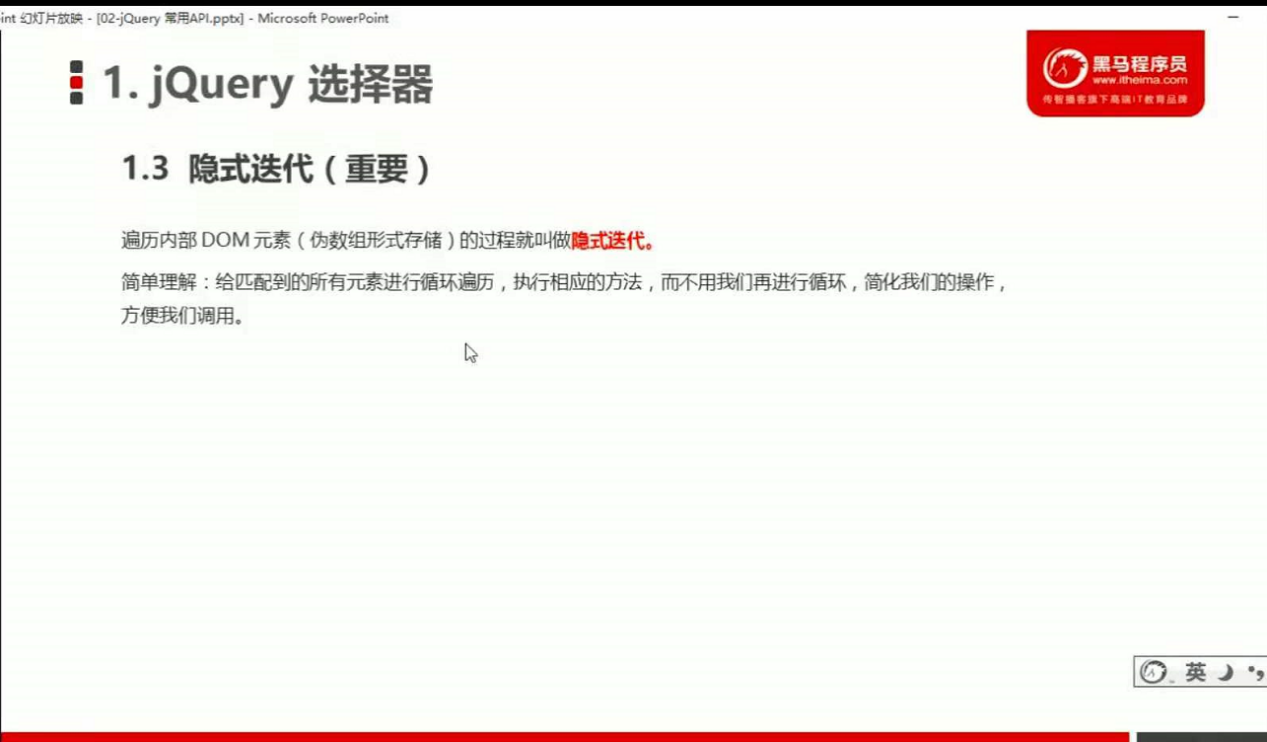 int 幻灯片放映 - [02-jQuery 常用API.pptx] - Microsoft PowerPoint
1. jQuery 选择器
黑马程序员
www.itheima.com
传智播客旗下高端IT教育品牌
1.3 隐式迭代（重要）
遍历内部 DOM 元素（伪数组形式存储）的过程就叫做隐式迭代。
简单理解：给匹配到的所有元素进行循环遍历，执行相应的方法，而不用我们再进行循环，简化我们的操作，
方便我们调用。
英